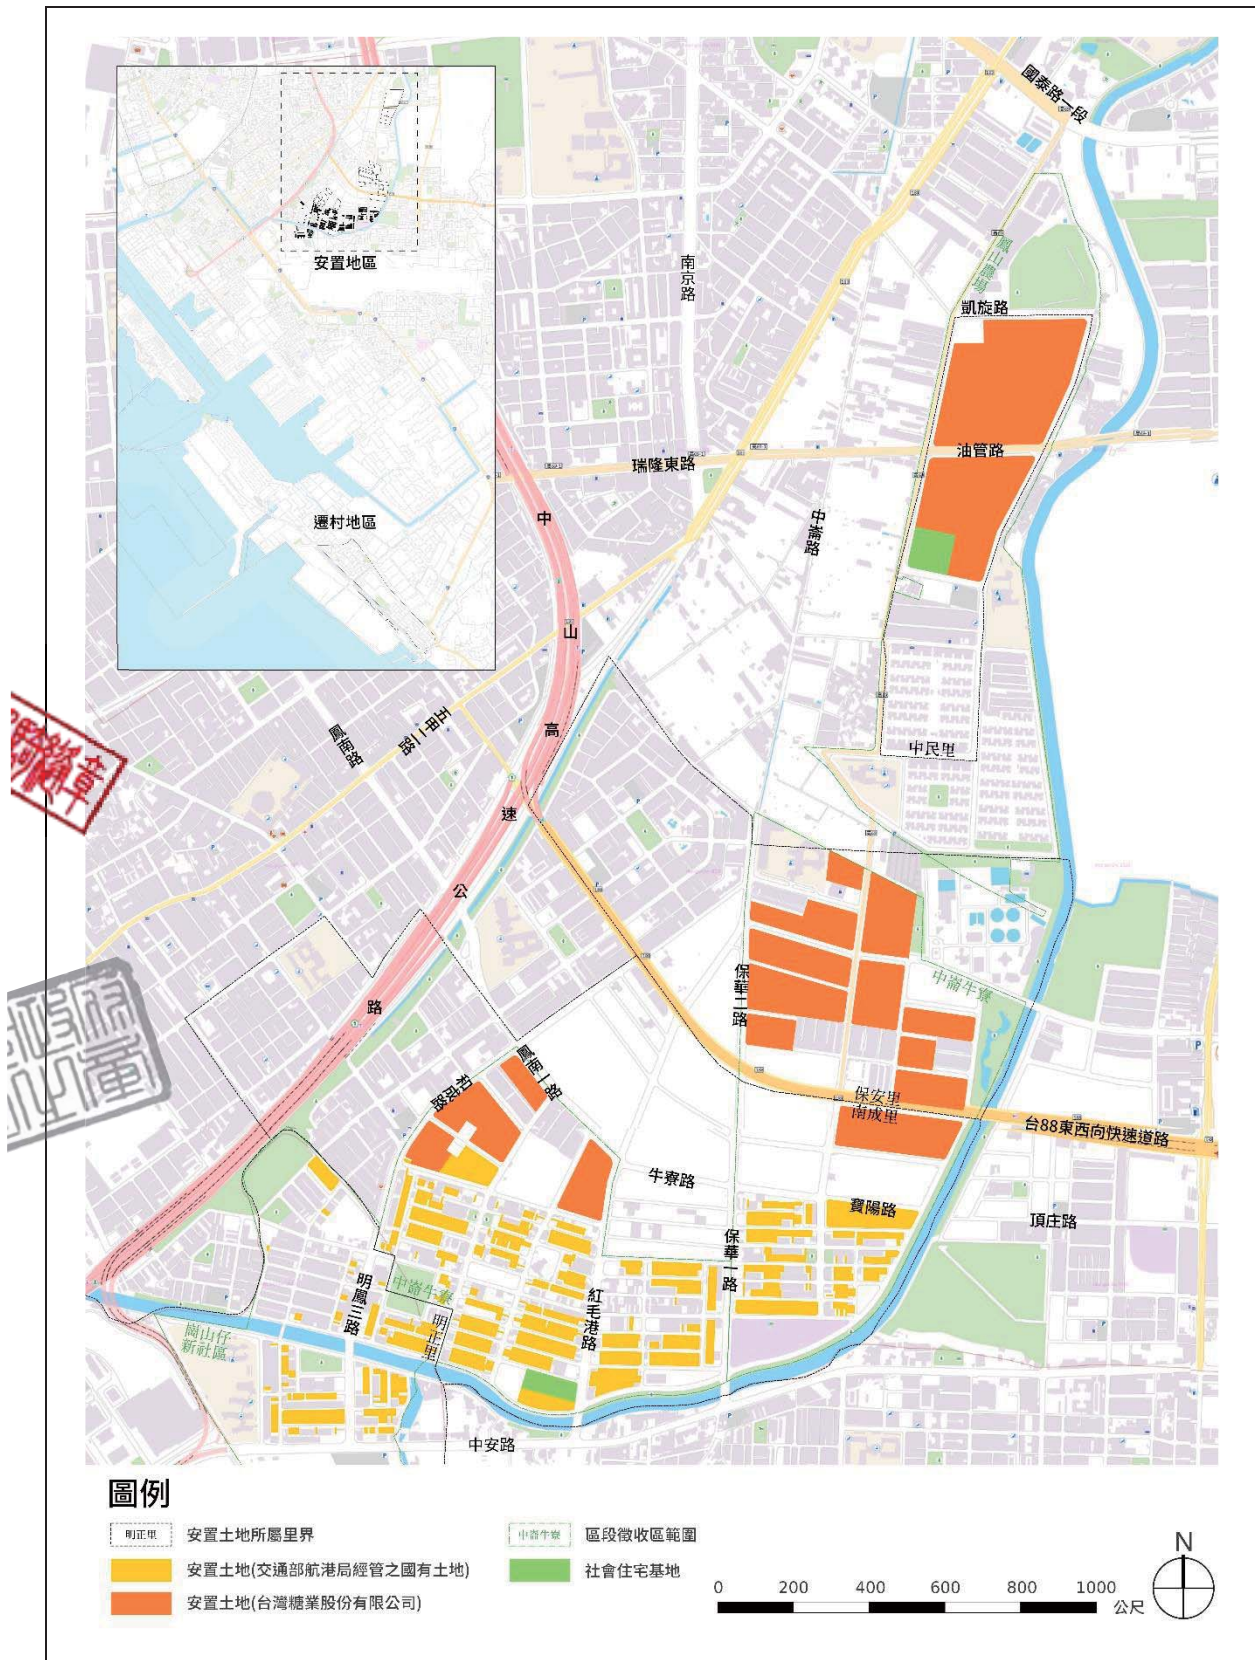 國泰路一段
安置地區
南京路
鳳山農場
凱旋路
油管路
瑞隆東路
中崙路
遷村地區
中山高速公路
鳳南路
五甲二路
中民里
保華二路
中崙牛寮
鳳南一路
和成路
保安里
南成里
台88東西向快速道路
牛寮路
寶陽路
頂庄路
保華一路
明鳳三路
中崙牛寮
紅毛港路
明正里
崗山仔
新社區
中安路
圖例
明正里 安置土地所屬里界
中崙牛寮 區段徵收區範圍
安置土地(交通部航港局經管之國有土地)
社會住宅基地
安置土地(台灣糖業股份有限公司)
N
0 200 400 600 800 1000 公尺